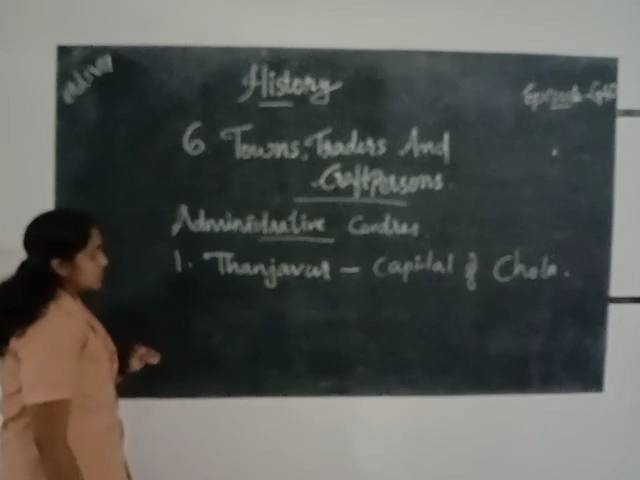 History
6. Towns, Traders And
CraftPersons.
Administrative Centres
1. Thanjavur - Capital of Chola.